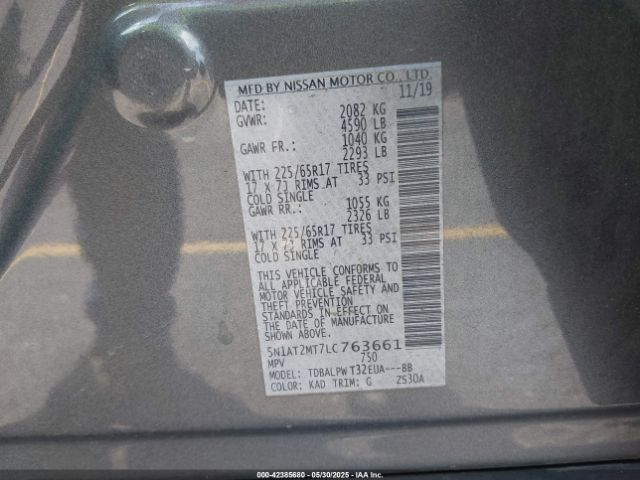 MFD BY NISSAN MOTOR CO., LTD.
DATE: 11/19
GVWR: 2082 KG
4590 LB
GAWR FR.: 1040 KG
2293 LB
WITH 225/65R17 TIRES
17 x 7J RIMS AT 33 PSI
COLD SINGLE
GAWR RR.: 1055 KG
2326 LB
WITH 225/65R17 TIRES
17 x 7J RIMS AT 33 PSI
COLD SINGLE
THIS VEHICLE CONFORMS TO
ALL APPLICABLE FEDERAL
MOTOR VEHICLE SAFETY AND
THEFT PREVENTION
STANDARDS IN EFFECT ON
THE DATE OF MANUFACTURE
SHOWN ABOVE.
5N1AT2MT7LC763661
MPV 750
MODEL: TDBALPW T32EUA---BB
COLOR: KAD TRIM: G ZS30A
000-42385680 - 05/30/2025 - IAA Inc.